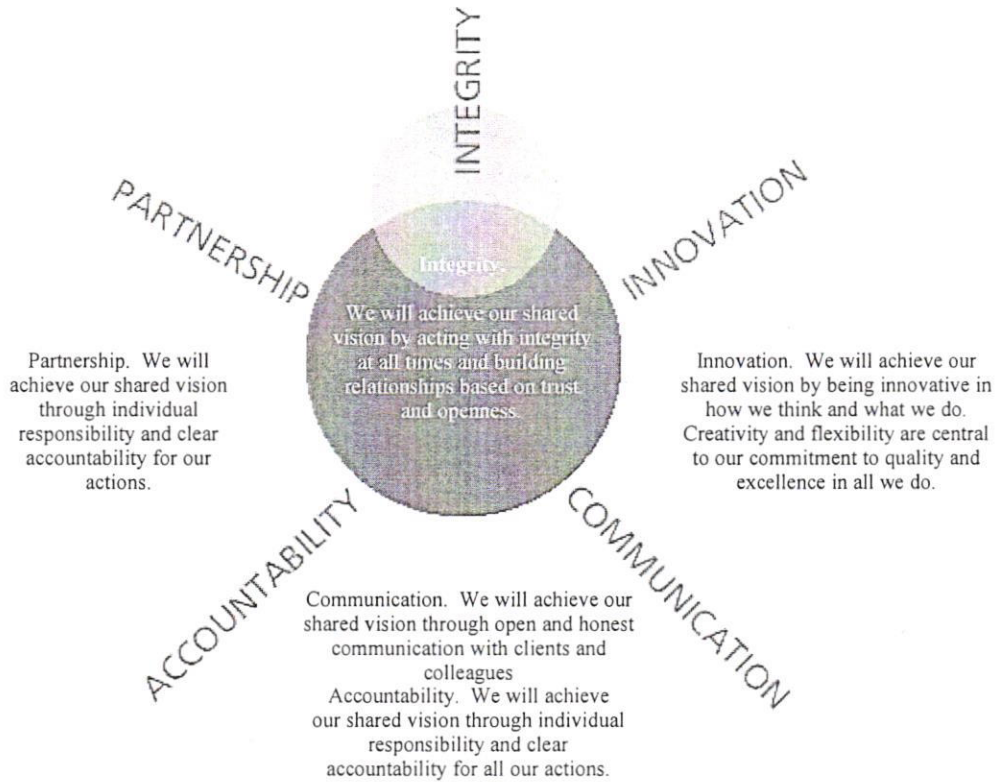 INTEGRITY
PARTNERSHIP
INNOVATION
Integrity.
We will achieve our shared
vision by acting with integrity
at all times and building
relationships based on trust
and openness.
Partnership.  We will
achieve our shared vision
through individual
responsibility and clear
accountability for our
actions.
Innovation.  We will achieve our
shared vision by being innovative in
how we think and what we do.
Creativity and flexibility are central
to our commitment to quality and
excellence in all we do.
ACCOUNTABILITY
COMMUNICATION
Communication.  We will achieve our
shared vision through open and honest
communication with clients and
colleagues
Accountability.  We will achieve
our shared vision through individual
responsibility and clear
accountability for all our actions.